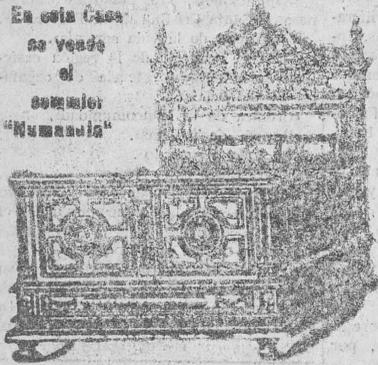 En esta Casa
se vende
el
sommier
"Numancia"